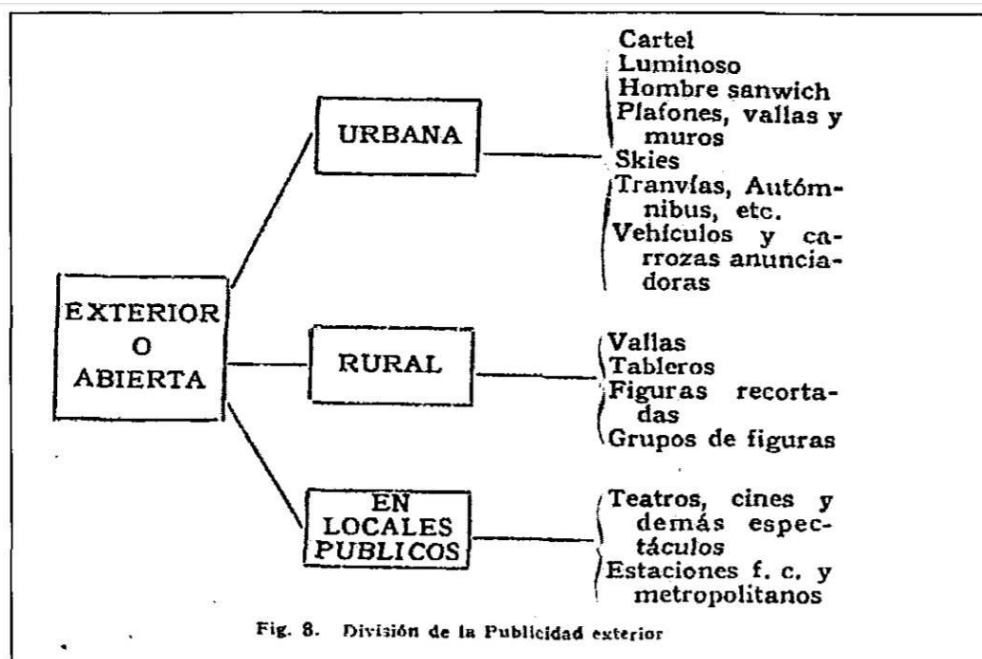 Cartel
Luminoso
Hombre sanwich
Plafones, vallas y
muros
Skies
Tranvías, Autóm-
nibus, etc.
Vehículos y ca-
rrozas anuncia-
doras
URBANA
EXTERIOR
O
ABIERTA
RURAL
Vallas
Tableros
Figuras recorta-
das
Grupos de figuras
EN
LOCALES
PUBLICOS
Teatros, cines y
demás espec-
táculos
Estaciones f. c. y
metropolitanos
Fig. 8. División de la Publicidad exterior